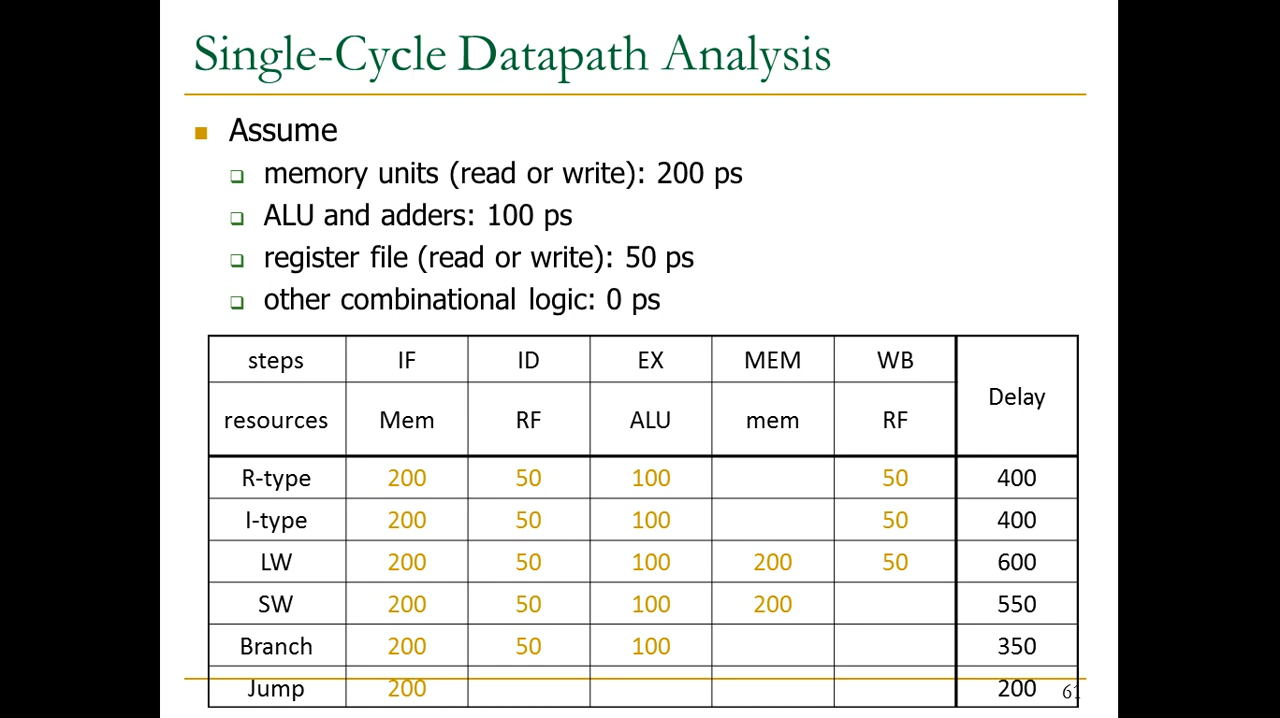 Single-Cycle Datapath Analysis
Assume
memory units (read or write): 200 ps
ALU and adders: 100 ps
register file (read or write): 50 ps
other combinational logic: 0 ps
steps IF ID EX MEM WB Delay
resources Mem RF ALU mem RF
R-type 200 50 100 50 400
I-type 200 50 100 50 400
LW 200 50 100 200 50 600
SW 200 50 100 200 550
Branch 200 50 100 350
Jump 200 200
61